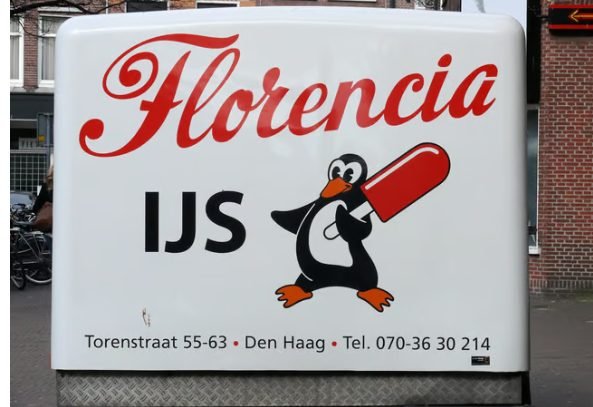 Florencia
IJS
Torenstraat 55-63 • Den Haag • Tel. 070-36 30 214